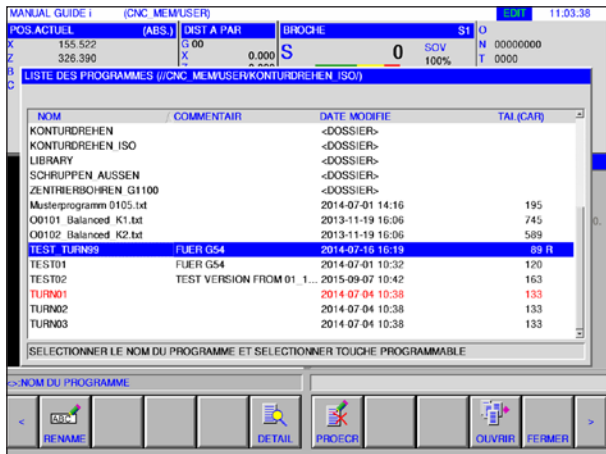 MANUAL GUIDE i (CNC_MEM/USER) EDIT 11:03:38
POS.ACTUEL (ABS.) DIST A PAR BROCHE S1 O
X 155.522 G 00 S 0 SOV N 00000000
Z 326.390 X 0.000 100% T 0000
B
C
LISTE DES PROGRAMMES (//CNC_MEM/USER/KONTURDREHEN_ISO/)
NOM COMMENTAIR DATE MODIFIE TAI.(CAR)
KONTURDREHEN <DOSSIER>
KONTURDREHEN_ISO <DOSSIER>
LIBRARY <DOSSIER>
SCHRUPPEN_AUSSEN <DOSSIER>
ZENTRIERBOHREN_G1100 <DOSSIER>
Musterprogramm 0105.txt 2014-07-01 14:16 195
O0101_Balanced_K1.txt 2013-11-19 16:06 745
O0102_Balanced_K2.txt 2013-11-19 16:06 589
TEST_TURN99 FUER G54 2014-07-16 16:19 89 R
TEST01 FUER G54 2014-07-01 10:32 120
TEST02 TEST VERSION FROM 01_1... 2015-09-07 10:42 163
TURN01 2014-07-04 10:38 133
TURN02 2014-07-04 10:38 133
TURN03 2014-07-04 10:38 133
SELECTIONNER LE NOM DU PROGRAMME ET SELECTIONNER TOUCHE PROGRAMMABLE
<>:NOM DU PROGRAMME
< ABC RENAME DETAIL PROECR OUVRIR FERMER >